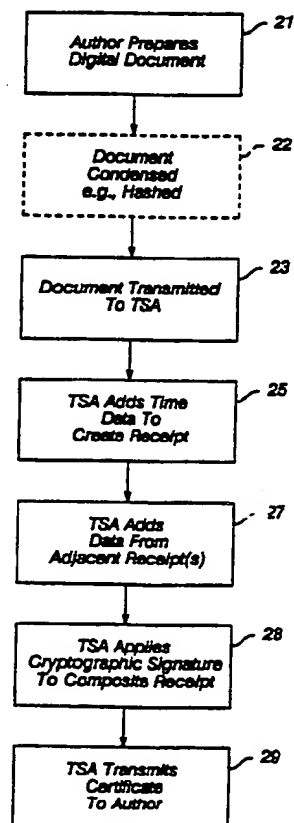 21
Author Prepares
Digital Document
22
Document
Condensed
e.g., Hashed
23
Document Transmitted
To TSA
25
TSA Adds Time
Data To
Create Receipt
27
TSA Adds
Data From
Adjacent Receipt(s)
28
TSA Applies
Cryptographic Signature
To Composite Receipt
29
TSA Transmits
Certificate
To Author